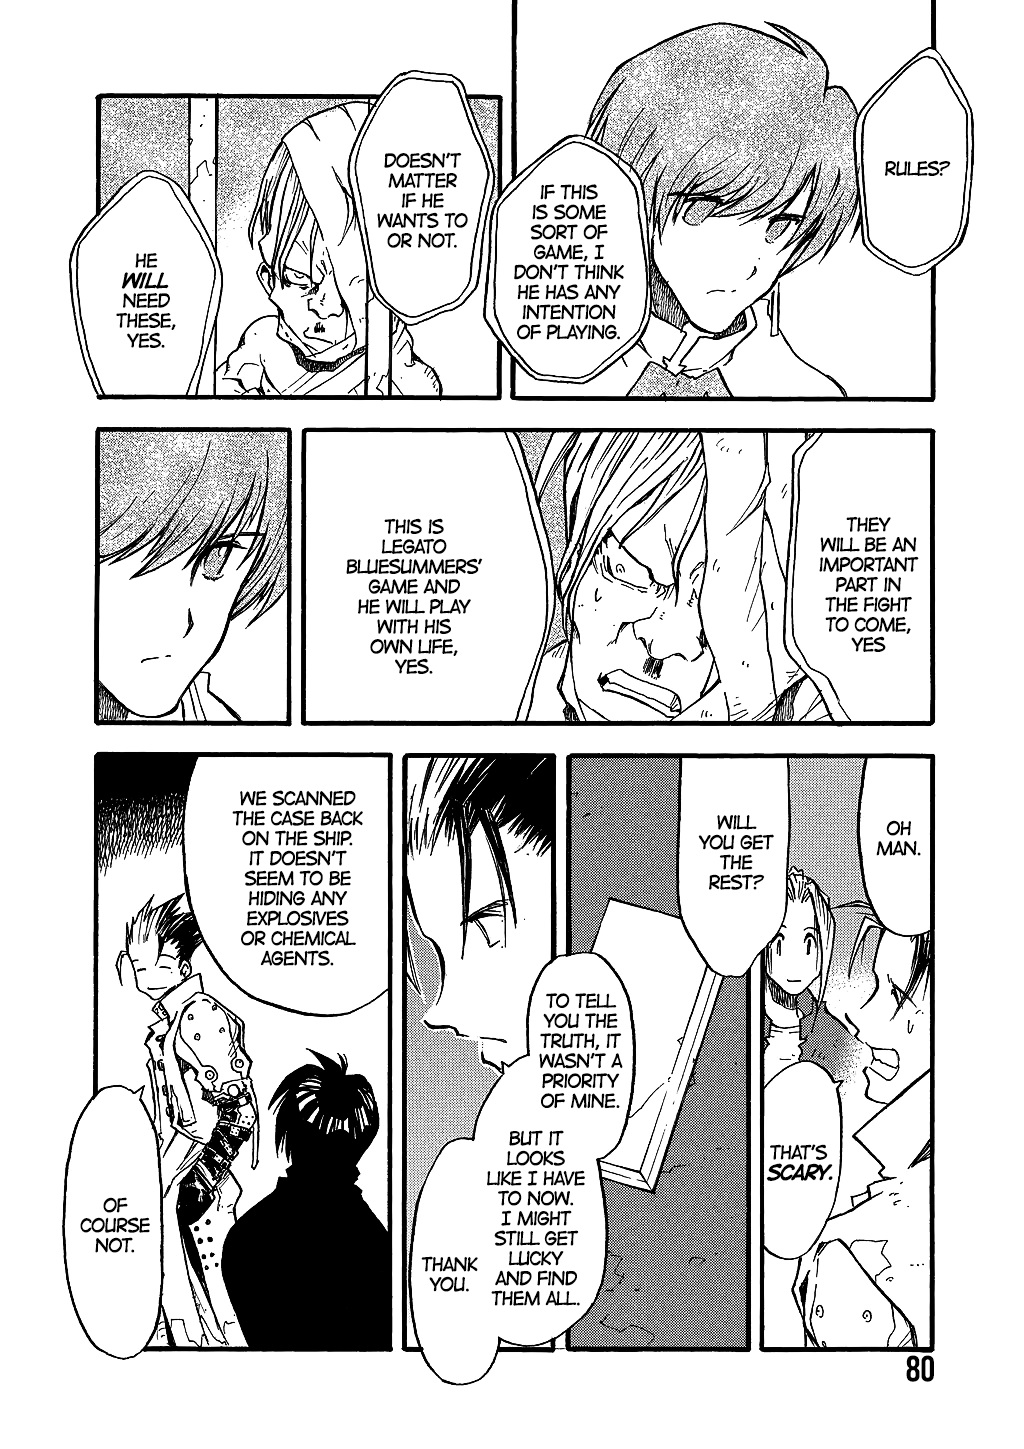 RULES?
IF THIS
IS SOME
SORT OF
GAME, I
DON'T THINK
HE HAS ANY
INTENTION
OF PLAYING.
DOESN'T
MATTER
IF HE
WANTS TO
OR NOT.
HE
WILL
NEED
THESE,
YES.
THEY
WILL BE AN
IMPORTANT
PART IN
THE FIGHT
TO COME,
YES
THIS IS
LEGATO
BLUESUMMERS'
GAME AND
HE WILL PLAY
WITH HIS
OWN LIFE,
YES.
OH
MAN.
THAT'S
SCARY.
WILL
YOU GET
THE
REST?
TO TELL
YOU THE
TRUTH, IT
WASN'T A
PRIORITY
OF MINE.
BUT IT
LOOKS
LIKE I HAVE
TO NOW.
I MIGHT
STILL GET
LUCKY
AND FIND
THEM ALL.
THANK
YOU.
WE SCANNED
THE CASE BACK
ON THE SHIP.
IT DOESN'T
SEEM TO BE
HIDING ANY
EXPLOSIVES
OR CHEMICAL
AGENTS.
OF
COURSE
NOT.
80